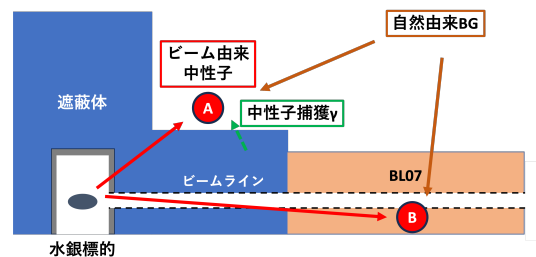 自然由来BG
ビーム由来
中性子
遮蔽体
A
中性子捕獲γ
ビームライン
BL07
B
水銀標的